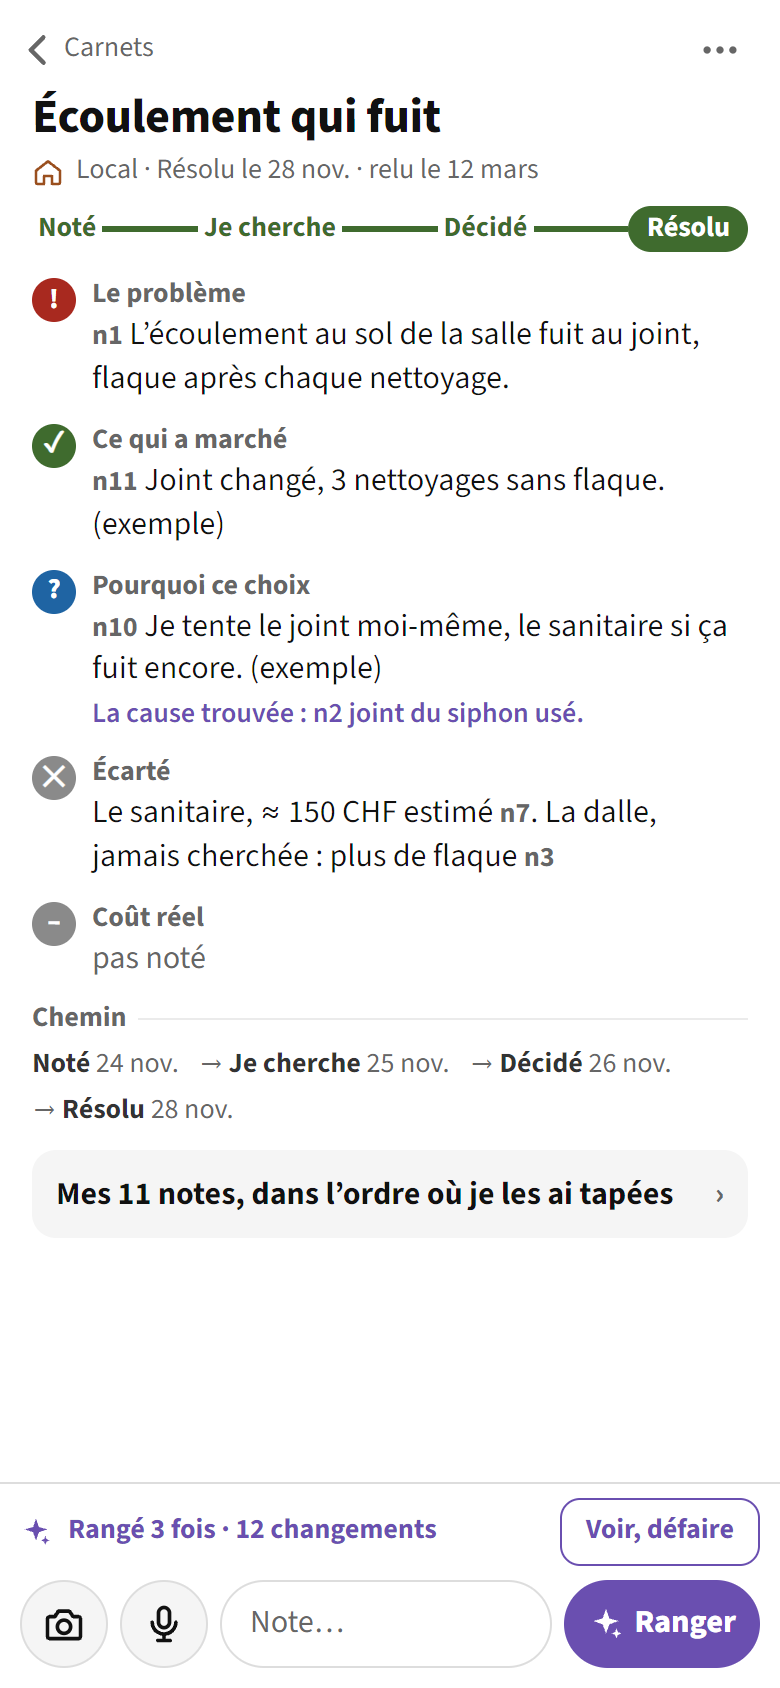 Carnets
Écoulement qui fuit
Local · Résolu le 28 nov. · relu le 12 mars
Noté Je cherche Décidé Résolu
! Le problème
n1 L’écoulement au sol de la salle fuit au joint,
flaque après chaque nettoyage.
✓ Ce qui a marché
n11 Joint changé, 3 nettoyages sans flaque.
(exemple)
? Pourquoi ce choix
n10 Je tente le joint moi-même, le sanitaire si ça
fuit encore. (exemple)
La cause trouvée : n2 joint du siphon usé.
✕ Écarté
Le sanitaire, ≈ 150 CHF estimé n7. La dalle,
jamais cherchée : plus de flaque n3
– Coût réel
pas noté
Chemin
Noté 24 nov. → Je cherche 25 nov. → Décidé 26 nov.
→ Résolu 28 nov.
Mes 11 notes, dans l’ordre où je les ai tapées ›
Rangé 3 fois · 12 changements
Voir, défaire
Note…
Ranger